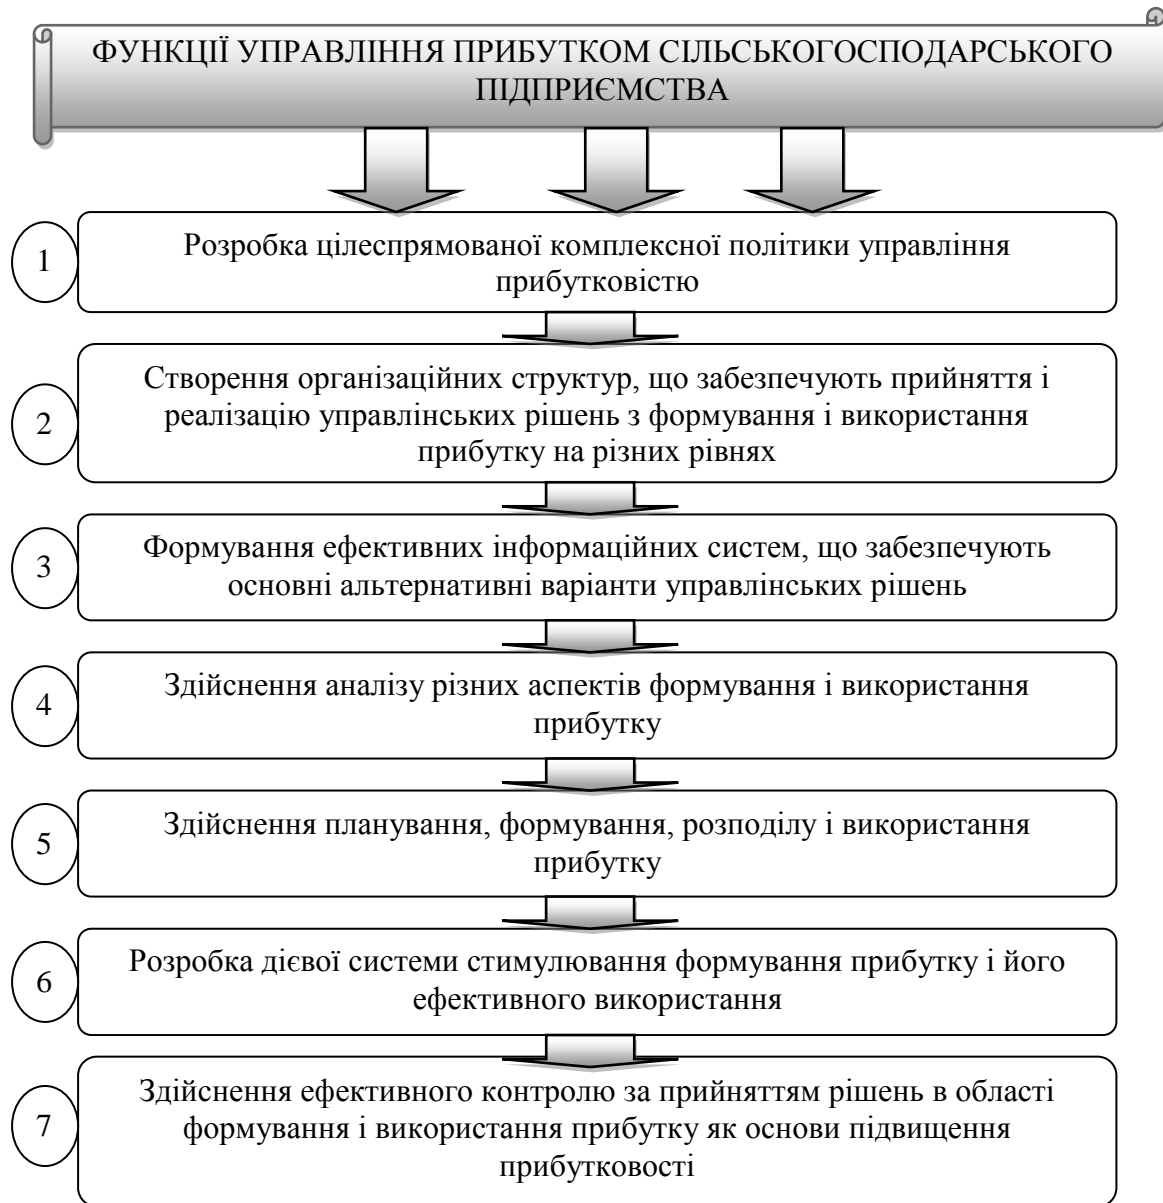 ФУНКЦІЇ УПРАВЛІННЯ ПРИБУТКОМ СІЛЬСЬКОГОСПОДАРСЬКОГО
ПІДПРИЄМСТВА
1
Розробка цілеспрямованої комплексної політики управління
прибутковістю
2
Створення організаційних структур, що забезпечують прийняття і
реалізацію управлінських рішень з формування і використання
прибутку на різних рівнях
3
Формування ефективних інформаційних систем, що забезпечують
основні альтернативні варіанти управлінських рішень
4
Здійснення аналізу різних аспектів формування і використання
прибутку
5
Здійснення планування, формування, розподілу і використання
прибутку
6
Розробка дієвої системи стимулювання формування прибутку і його
ефективного використання
7
Здійснення ефективного контролю за прийняттям рішень в області
формування і використання прибутку як основи підвищення
прибутковості